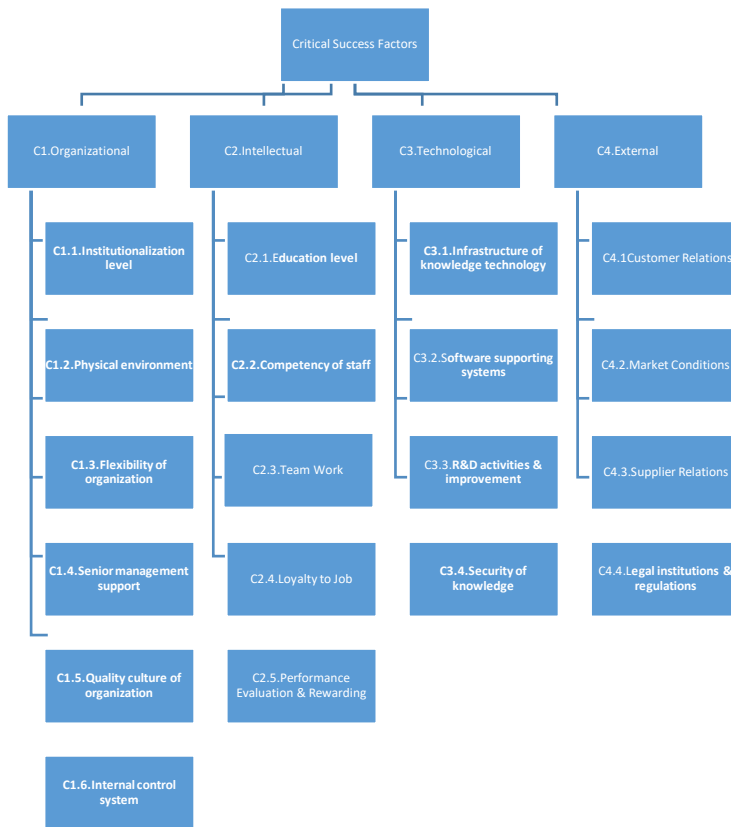 Critical Success Factors
C1.Organizational
C2.Intellectual
C3.Technological
C4.External
C1.1.Institutionalization
level
C2.1.Education level
C3.1.Infrastructure of
knowledge technology
C4.1Customer Relations
C1.2.Physical environment
C2.2.Competency of staff
C3.2.Software supporting
systems
C4.2.Market Conditions
C1.3.Flexibility of
organization
C2.3.Team Work
C3.3.R&D activities &
improvement
C4.3.Supplier Relations
C1.4.Senior management
support
C2.4.Loyalty to Job
C3.4.Security of
knowledge
C4.4.Legal institutions &
regulations
C1.5.Quality culture of
organization
C2.5.Performance
Evaluation & Rewarding
C1.6.Internal control
system